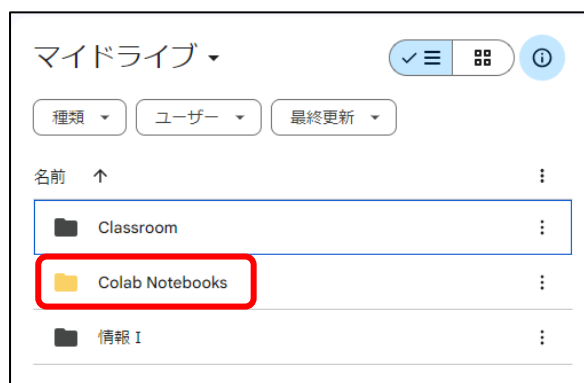 マイドライブ
種類 ユーザー 最終更新
名前
Classroom
Colab Notebooks
情報 I